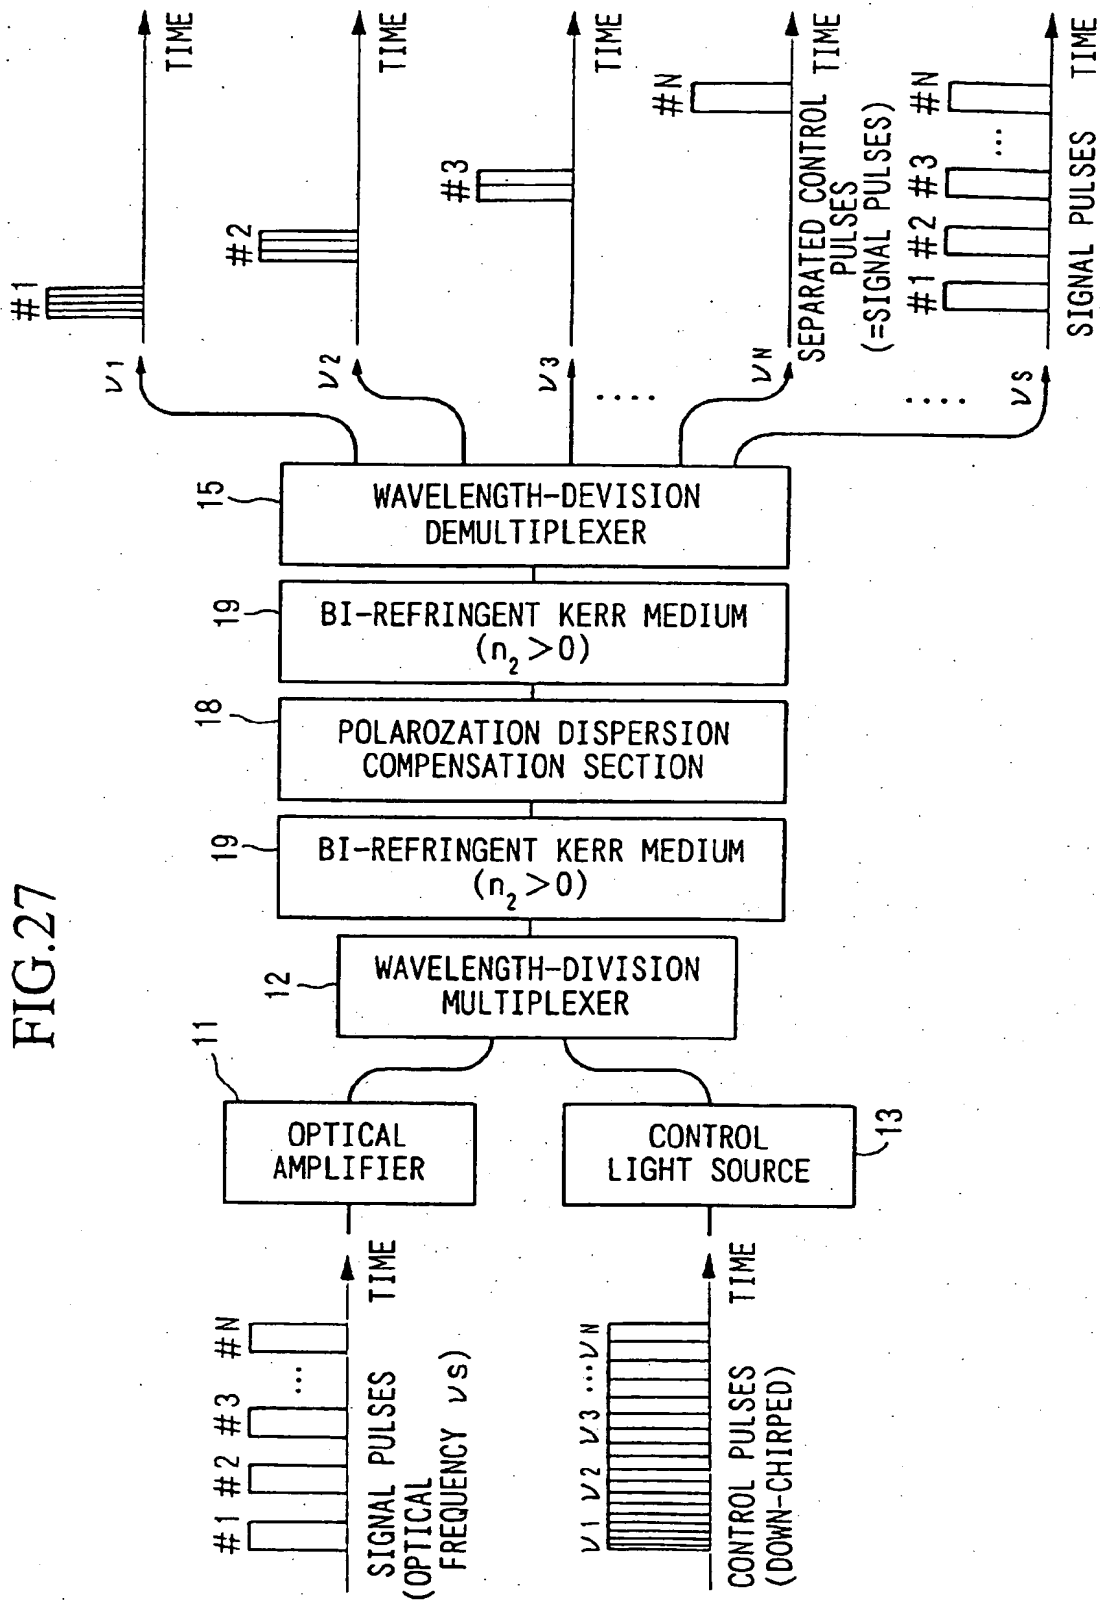 FIG.27
#1 #2 #3 ... #N
TIME
SIGNAL PULSES
(OPTICAL
FREQUENCY νs)
ν1 ν2 ν3 ...νN
TIME
CONTROL PULSES
(DOWN-CHIRPED)
11
OPTICAL
AMPLIFIER
CONTROL
LIGHT SOURCE
13
12
WAVELENGTH-DIVISION
MULTIPLEXER
19
BI-REFRINGENT KERR MEDIUM
(n2>0)
18
POLAROZATION DISPERSION
COMPENSATION SECTION
19
BI-REFRINGENT KERR MEDIUM
(n2>0)
15
WAVELENGTH-DEVISION
DEMULTIPLEXER
ν1
#1
TIME
ν2
#2
TIME
ν3
#3
TIME
....
νN
#N
TIME
SEPARATED CONTROL
PULSES
(=SIGNAL PULSES)
....
νS
#1 #2 #3 ... #N
TIME
SIGNAL PULSES